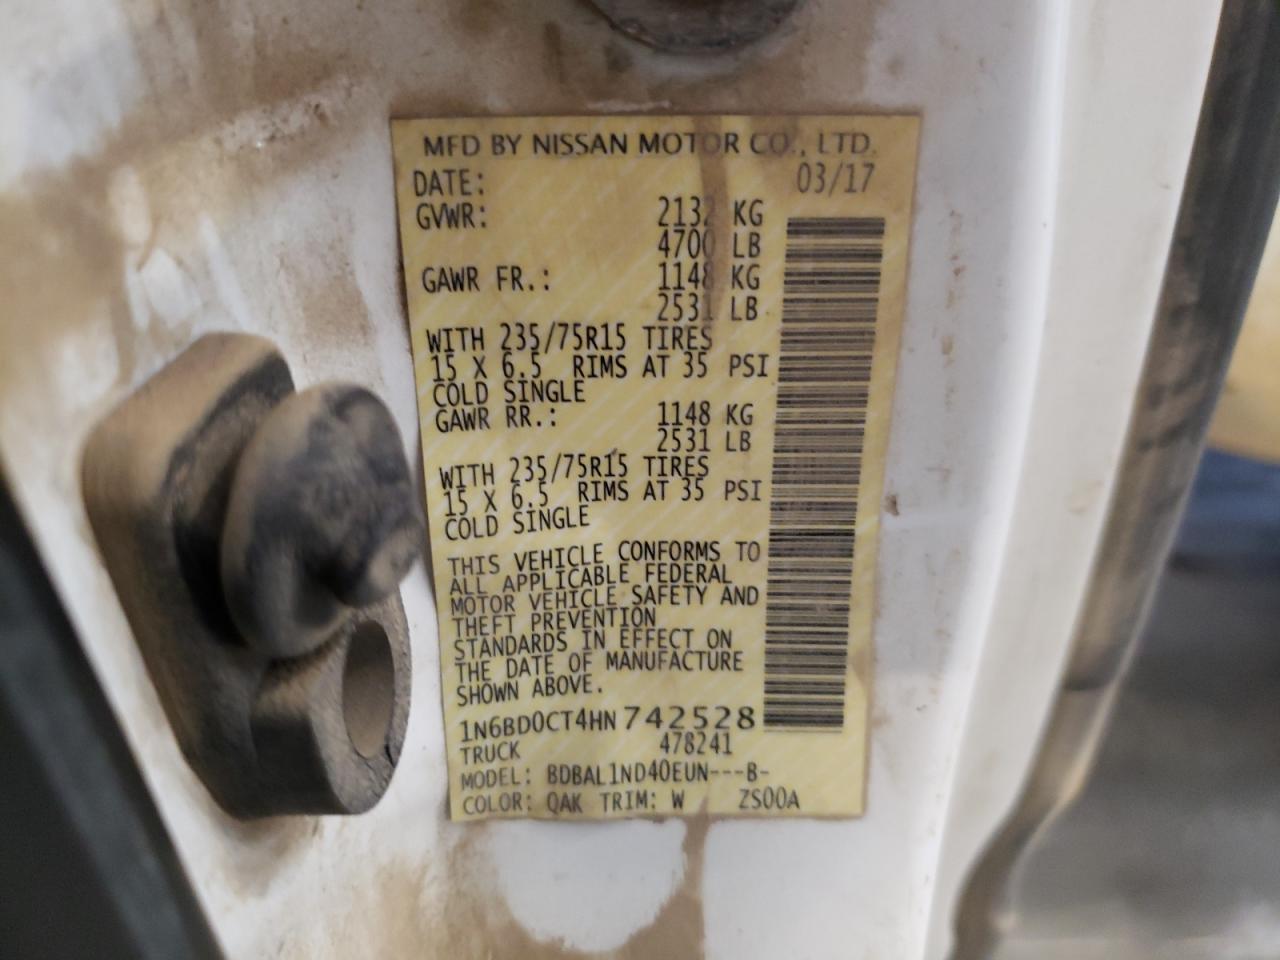 MFD BY NISSAN MOTOR CO., LTD.
DATE: 03/17
GVWR: 2132 KG
4700 LB
GAWR FR.: 1148 KG
2531 LB
WITH 235/75R15 TIRES
15 X 6.5 RIMS AT 35 PSI
COLD SINGLE
GAWR RR.: 1148 KG
2531 LB
WITH 235/75R15 TIRES
15 X 6.5 RIMS AT 35 PSI
COLD SINGLE
THIS VEHICLE CONFORMS TO
ALL APPLICABLE FEDERAL
MOTOR VEHICLE SAFETY AND
THEFT PREVENTION
STANDARDS IN EFFECT ON
THE DATE OF MANUFACTURE
SHOWN ABOVE.
1N6BD0CT4HN742528
TRUCK 478241
MODEL: BDBAL1ND40EUN---B-
COLOR: QAK TRIM: W ZS00A